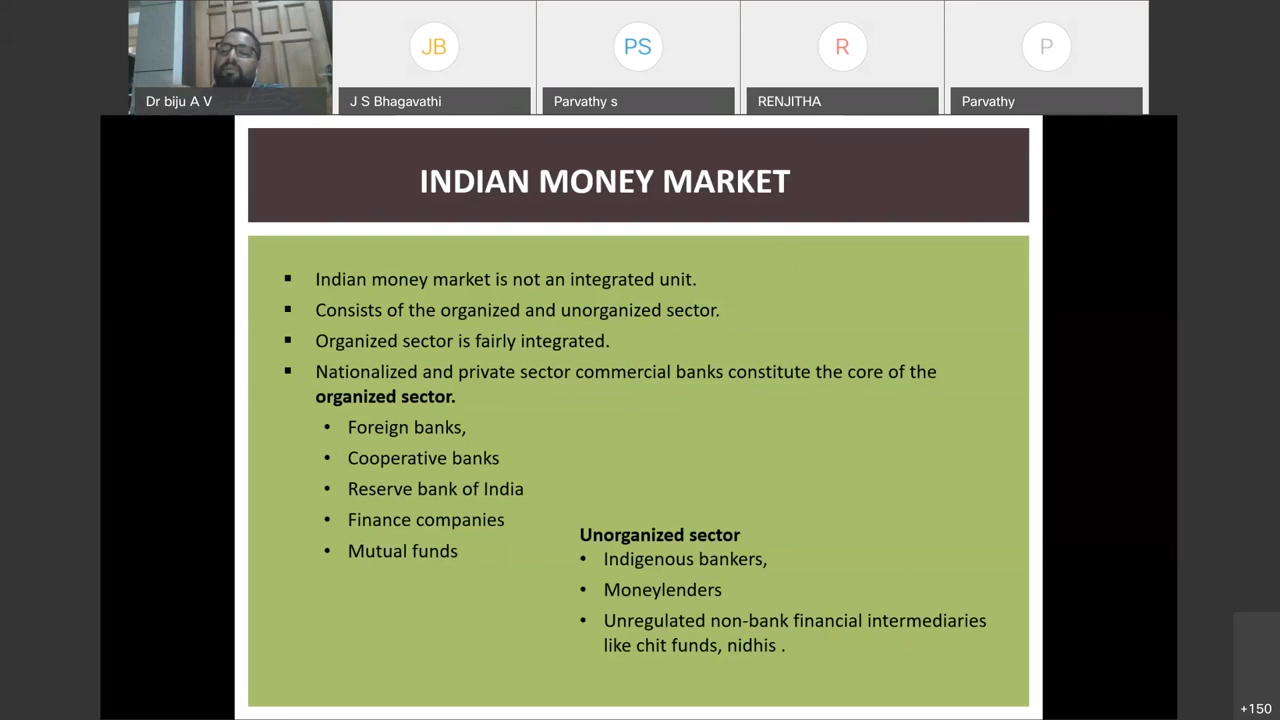 JB
PS
R
P
Dr biju A V
J S Bhagavathi
Parvathy s
RENJITHA
Parvathy
INDIAN MONEY MARKET
▪ Indian money market is not an integrated unit.
▪ Consists of the organized and unorganized sector.
▪ Organized sector is fairly integrated.
▪ Nationalized and private sector commercial banks constitute the core of the
organized sector.
• Foreign banks,
• Cooperative banks
• Reserve bank of India
• Finance companies
• Mutual funds
Unorganized sector
• Indigenous bankers,
• Moneylenders
• Unregulated non-bank financial intermediaries
like chit funds, nidhis .
+150